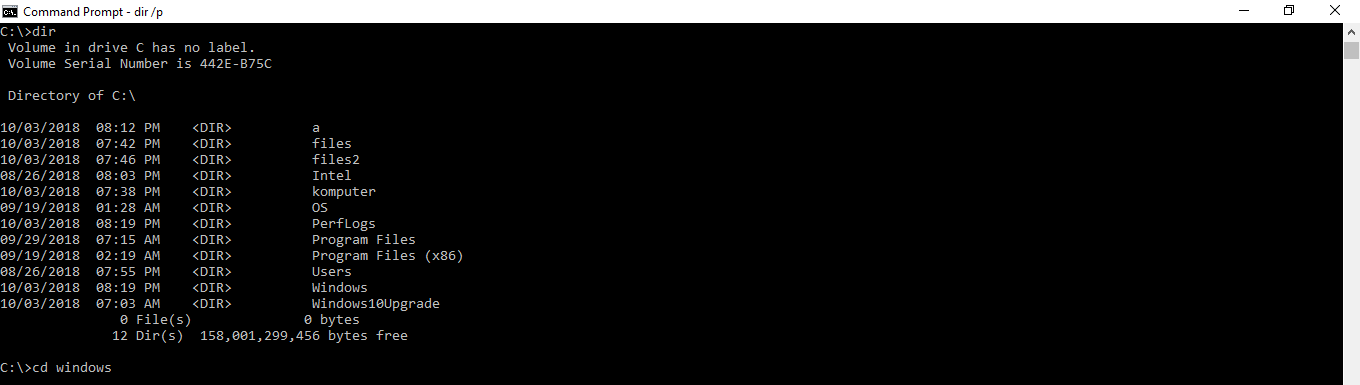 Command Prompt - dir /p
C:\>dir
 Volume in drive C has no label.
 Volume Serial Number is 442E-B75C

 Directory of C:\

10/03/2018  08:12 PM    <DIR>          a
10/03/2018  07:42 PM    <DIR>          files
10/03/2018  07:46 PM    <DIR>          files2
08/26/2018  08:03 PM    <DIR>          Intel
10/03/2018  07:38 PM    <DIR>          komputer
09/19/2018  01:28 AM    <DIR>          OS
10/03/2018  08:19 PM    <DIR>          PerfLogs
09/29/2018  07:15 AM    <DIR>          Program Files
09/19/2018  02:19 AM    <DIR>          Program Files (x86)
08/26/2018  07:55 PM    <DIR>          Users
10/03/2018  08:19 PM    <DIR>          Windows
10/03/2018  07:03 AM    <DIR>          Windows10Upgrade
               0 File(s)              0 bytes
              12 Dir(s)  158,001,299,456 bytes free

C:\>cd windows